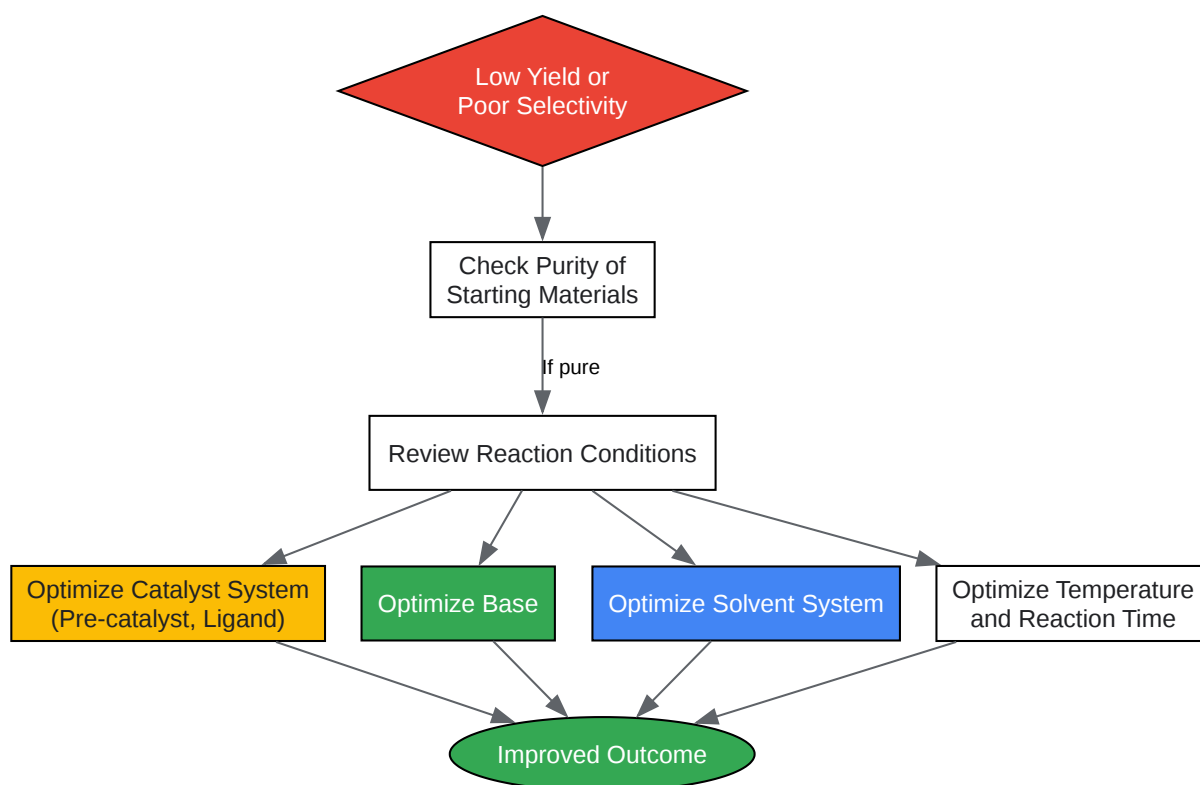 Low Yield or
Poor Selectivity
Check Purity of
Starting Materials
If pure
Review Reaction Conditions
Optimize Catalyst System
(Pre-catalyst, Ligand)
Optimize Base
Optimize Solvent System
Optimize Temperature
and Reaction Time
Improved Outcome